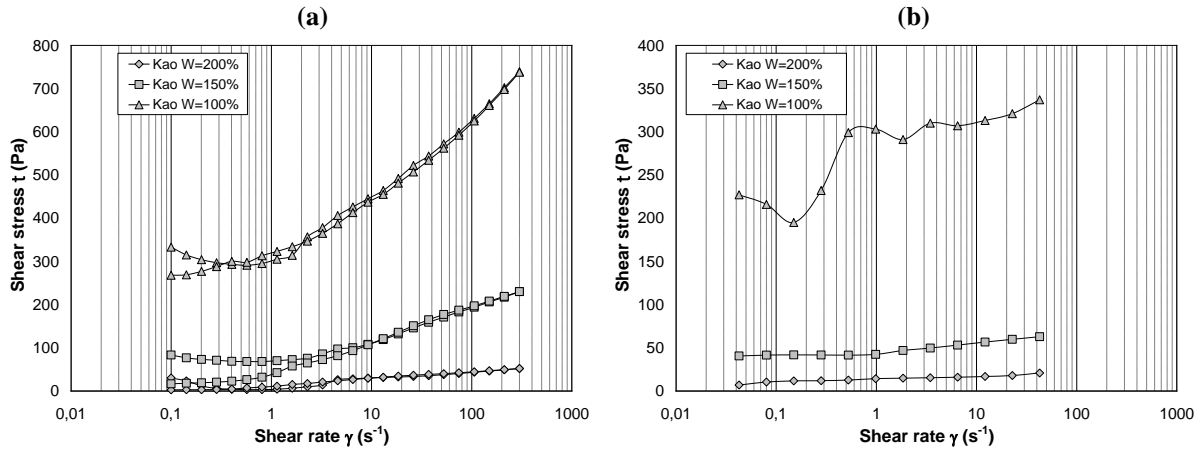 (a)
800
700
600
500
400
300
200
100
0
Shear stress t (Pa)
Kao W=200%
Kao W=150%
Kao W=100%
0,01
0,1
1
10
100
1000
Shear rate γ (s⁻¹)
(b)
400
350
300
250
200
150
100
50
0
Shear stress t (Pa)
Kao W=200%
Kao W=150%
Kao W=100%
0,01
0,1
1
10
100
1000
Shear rate γ (s⁻¹)